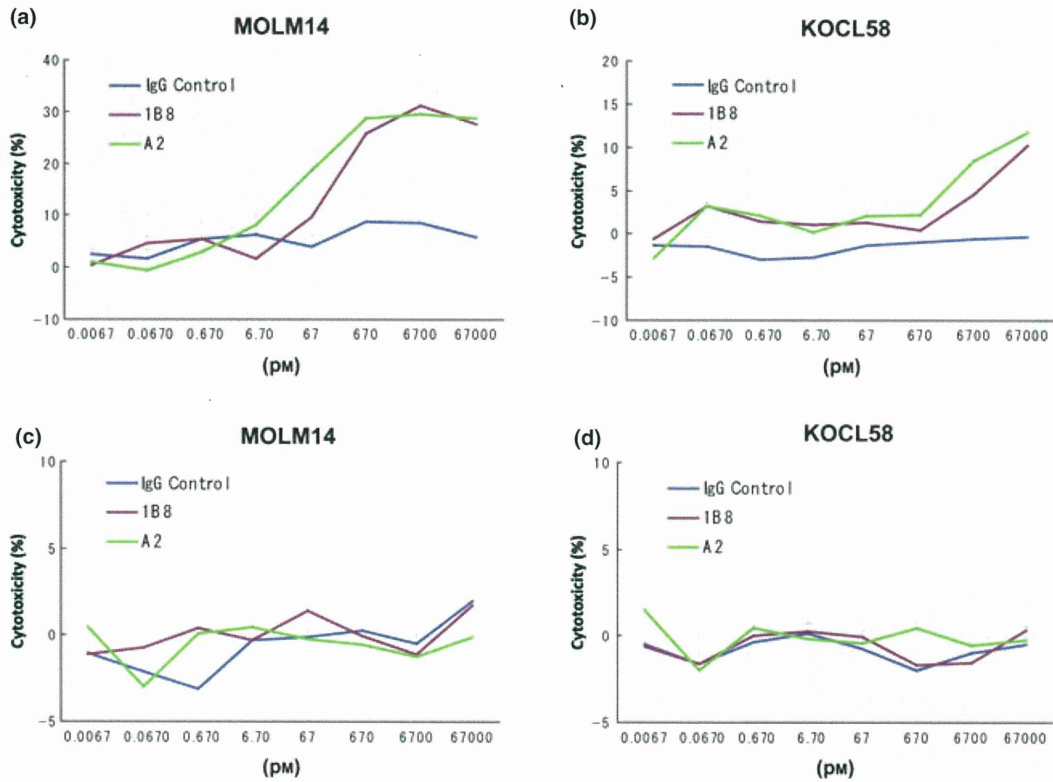 (a)
MOLM14
40
30
20
10
0
-10
Cytotoxicity (%)
IgG Control
1B8
A2
0.0067 0.0670 0.670 6.70 67 670 6700 67000
(pM)
(b)
KOCL58
20
15
10
5
0
-5
-10
Cytotoxicity (%)
IgG Control
1B8
A2
0.0067 0.0670 0.670 6.70 67 670 6700 67000
(pM)
(c)
MOLM14
10
5
0
-5
Cytotoxicity (%)
IgG Control
1B8
A2
0.0067 0.0670 0.670 6.70 67 670 6700 67000
(pM)
(d)
KOCL58
10
5
0
-5
Cytotoxicity (%)
IgG Control
1B8
A2
0.0067 0.0670 0.670 6.70 67 670 6700 67000
(pM)